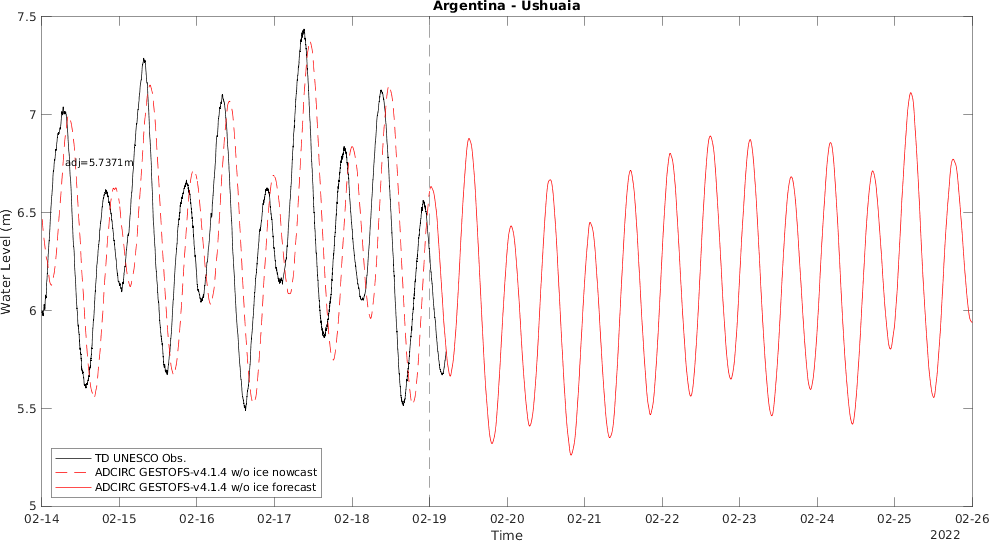 Argentina - Ushuaia
7.5
7
6.5
6
5.5
5
Water Level (m)
adj=5.7371m
TD UNESCO Obs.
ADCIRC GESTOFS-v4.1.4 w/o ice nowcast
ADCIRC GESTOFS-v4.1.4 w/o ice forecast
02-14 02-15 02-16 02-17 02-18 02-19 02-20 02-21 02-22 02-23 02-24 02-25 02-26
Time
2022